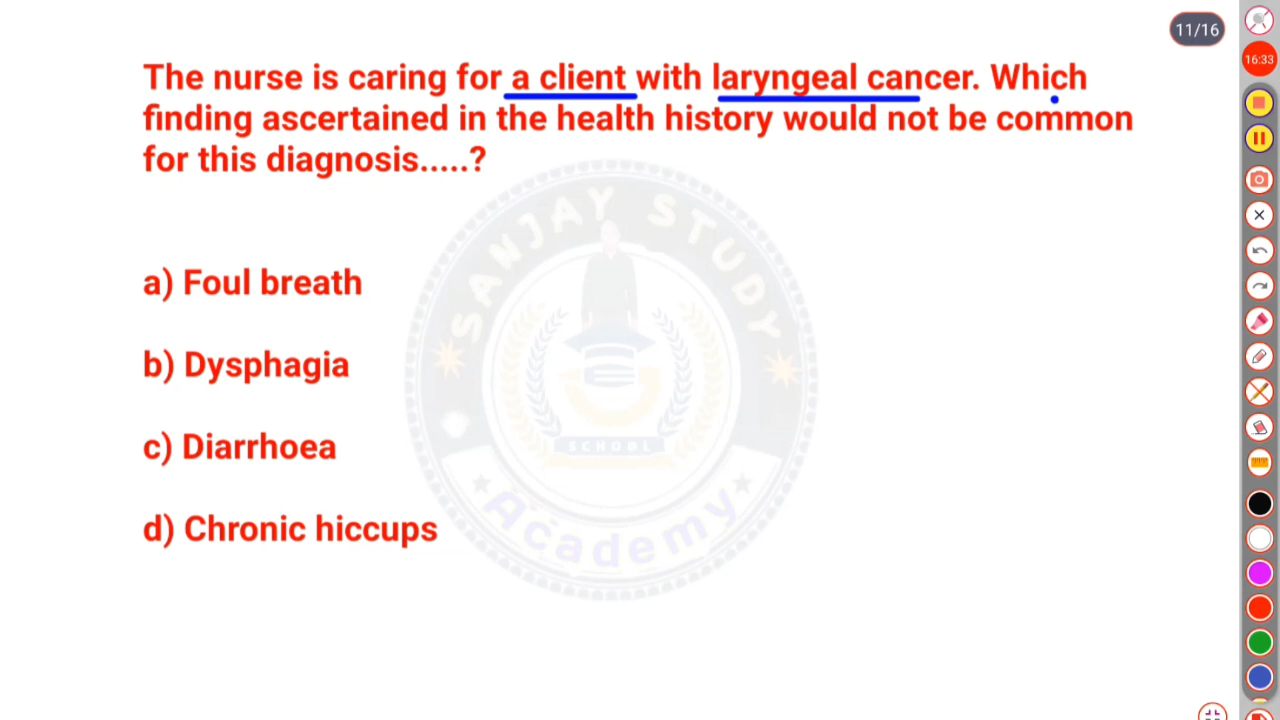 11/16
16:33
The nurse is caring for a client with laryngeal cancer. Which
finding ascertained in the health history would not be common
for this diagnosis.....?
a) Foul breath
b) Dysphagia
c) Diarrhoea
d) Chronic hiccups
SANJAY STUDY
SCHOOL
Academy